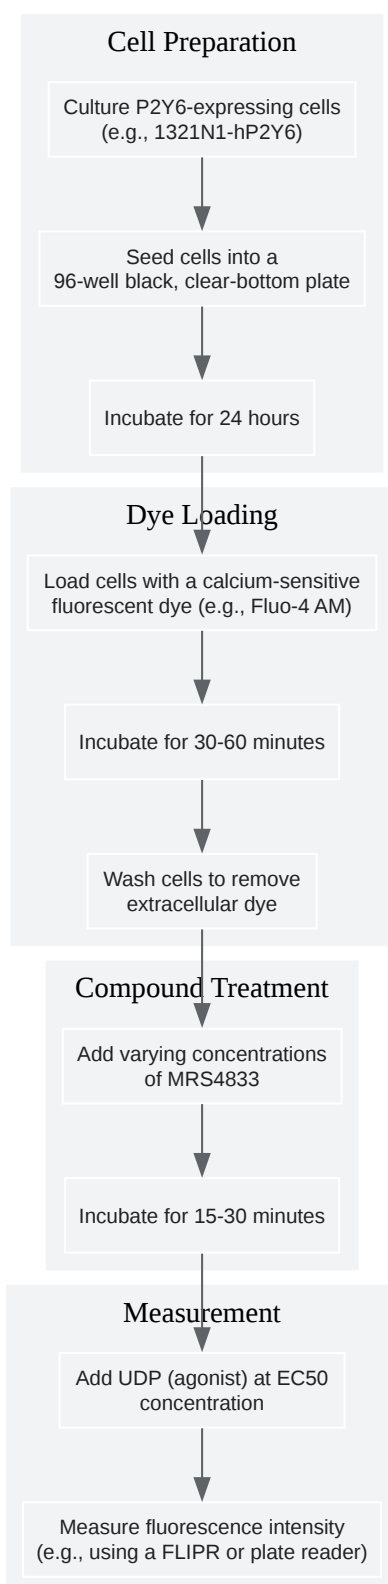 Cell Preparation
Culture P2Y6-expressing cells
(e.g., 1321N1-hP2Y6)
Seed cells into a
96-well black, clear-bottom plate
Incubate for 24 hours
Dye Loading
Load cells with a calcium-sensitive
fluorescent dye (e.g., Fluo-4 AM)
Incubate for 30-60 minutes
Wash cells to remove
extracellular dye
Compound Treatment
Add varying concentrations
of MRS4833
Incubate for 15-30 minutes
Measurement
Add UDP (agonist) at EC50
concentration
Measure fluorescence intensity
(e.g., using a FLIPR or plate reader)